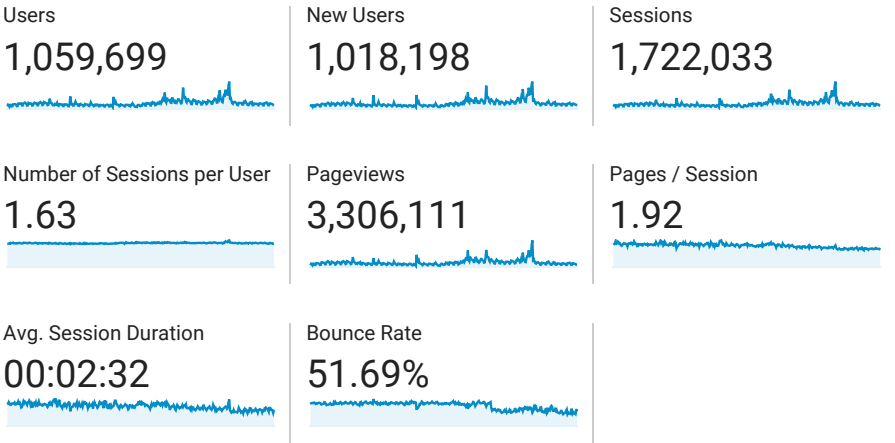 Users
1,059,699
New Users
1,018,198
Sessions
1,722,033
Number of Sessions per User
1.63
Pageviews
3,306,111
Pages / Session
1.92
Avg. Session Duration
00:02:32
Bounce Rate
51.69%